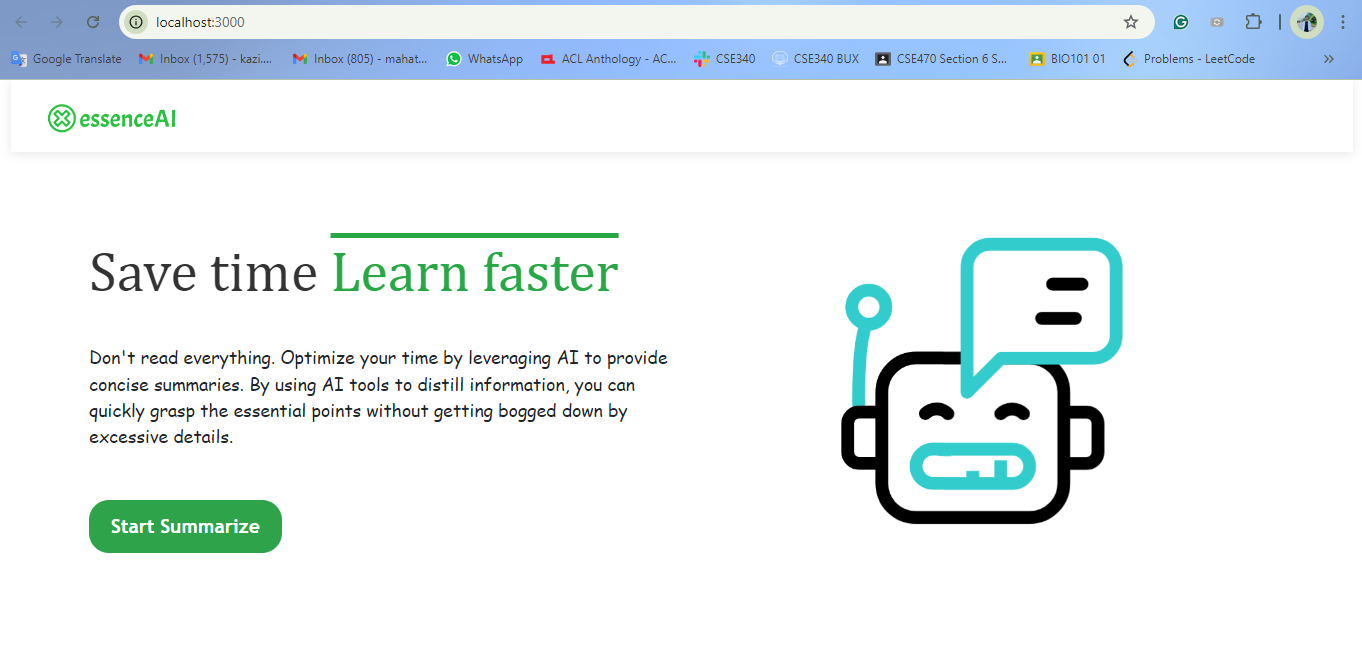 localhost:3000
Google Translate
Inbox (1,575) - kazi....
Inbox (805) - mahat...
WhatsApp
ACL Anthology - AC...
CSE340
CSE340 BUX
CSE470 Section 6 S...
BIO101 01
Problems - LeetCode
essenceAI
Save time Learn faster
Don't read everything. Optimize your time by leveraging AI to provide
concise summaries. By using AI tools to distill information, you can
quickly grasp the essential points without getting bogged down by
excessive details.
Start Summarize